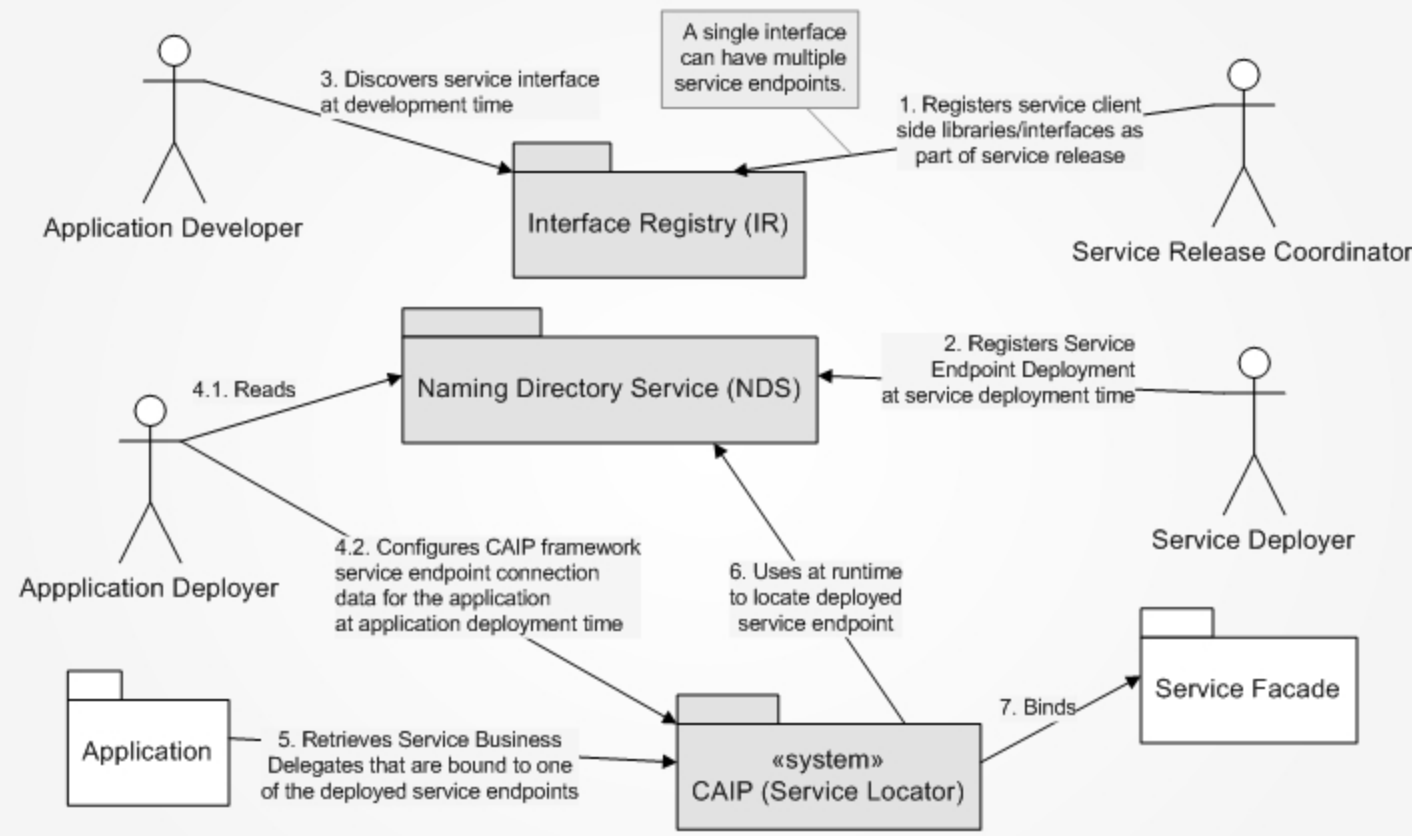 A single interface
can have multiple
service endpoints.
3. Discovers service interface
at development time
1. Registers service client
side libraries/interfaces as
part of service release
Application Developer
Interface Registry (IR)
Service Release Coordinator
2. Registers Service
Endpoint Deployment
at service deployment time
4.1. Reads
Naming Directory Service (NDS)
Appplication Deployer
Service Deployer
4.2. Configures CAIP framework
service endpoint connection
data for the application
at application deployment time
6. Uses at runtime
to locate deployed
service endpoint
Service Facade
7. Binds
Application
5. Retrieves Service Business
Delegates that are bound to one
of the deployed service endpoints
«system»
CAIP (Service Locator)